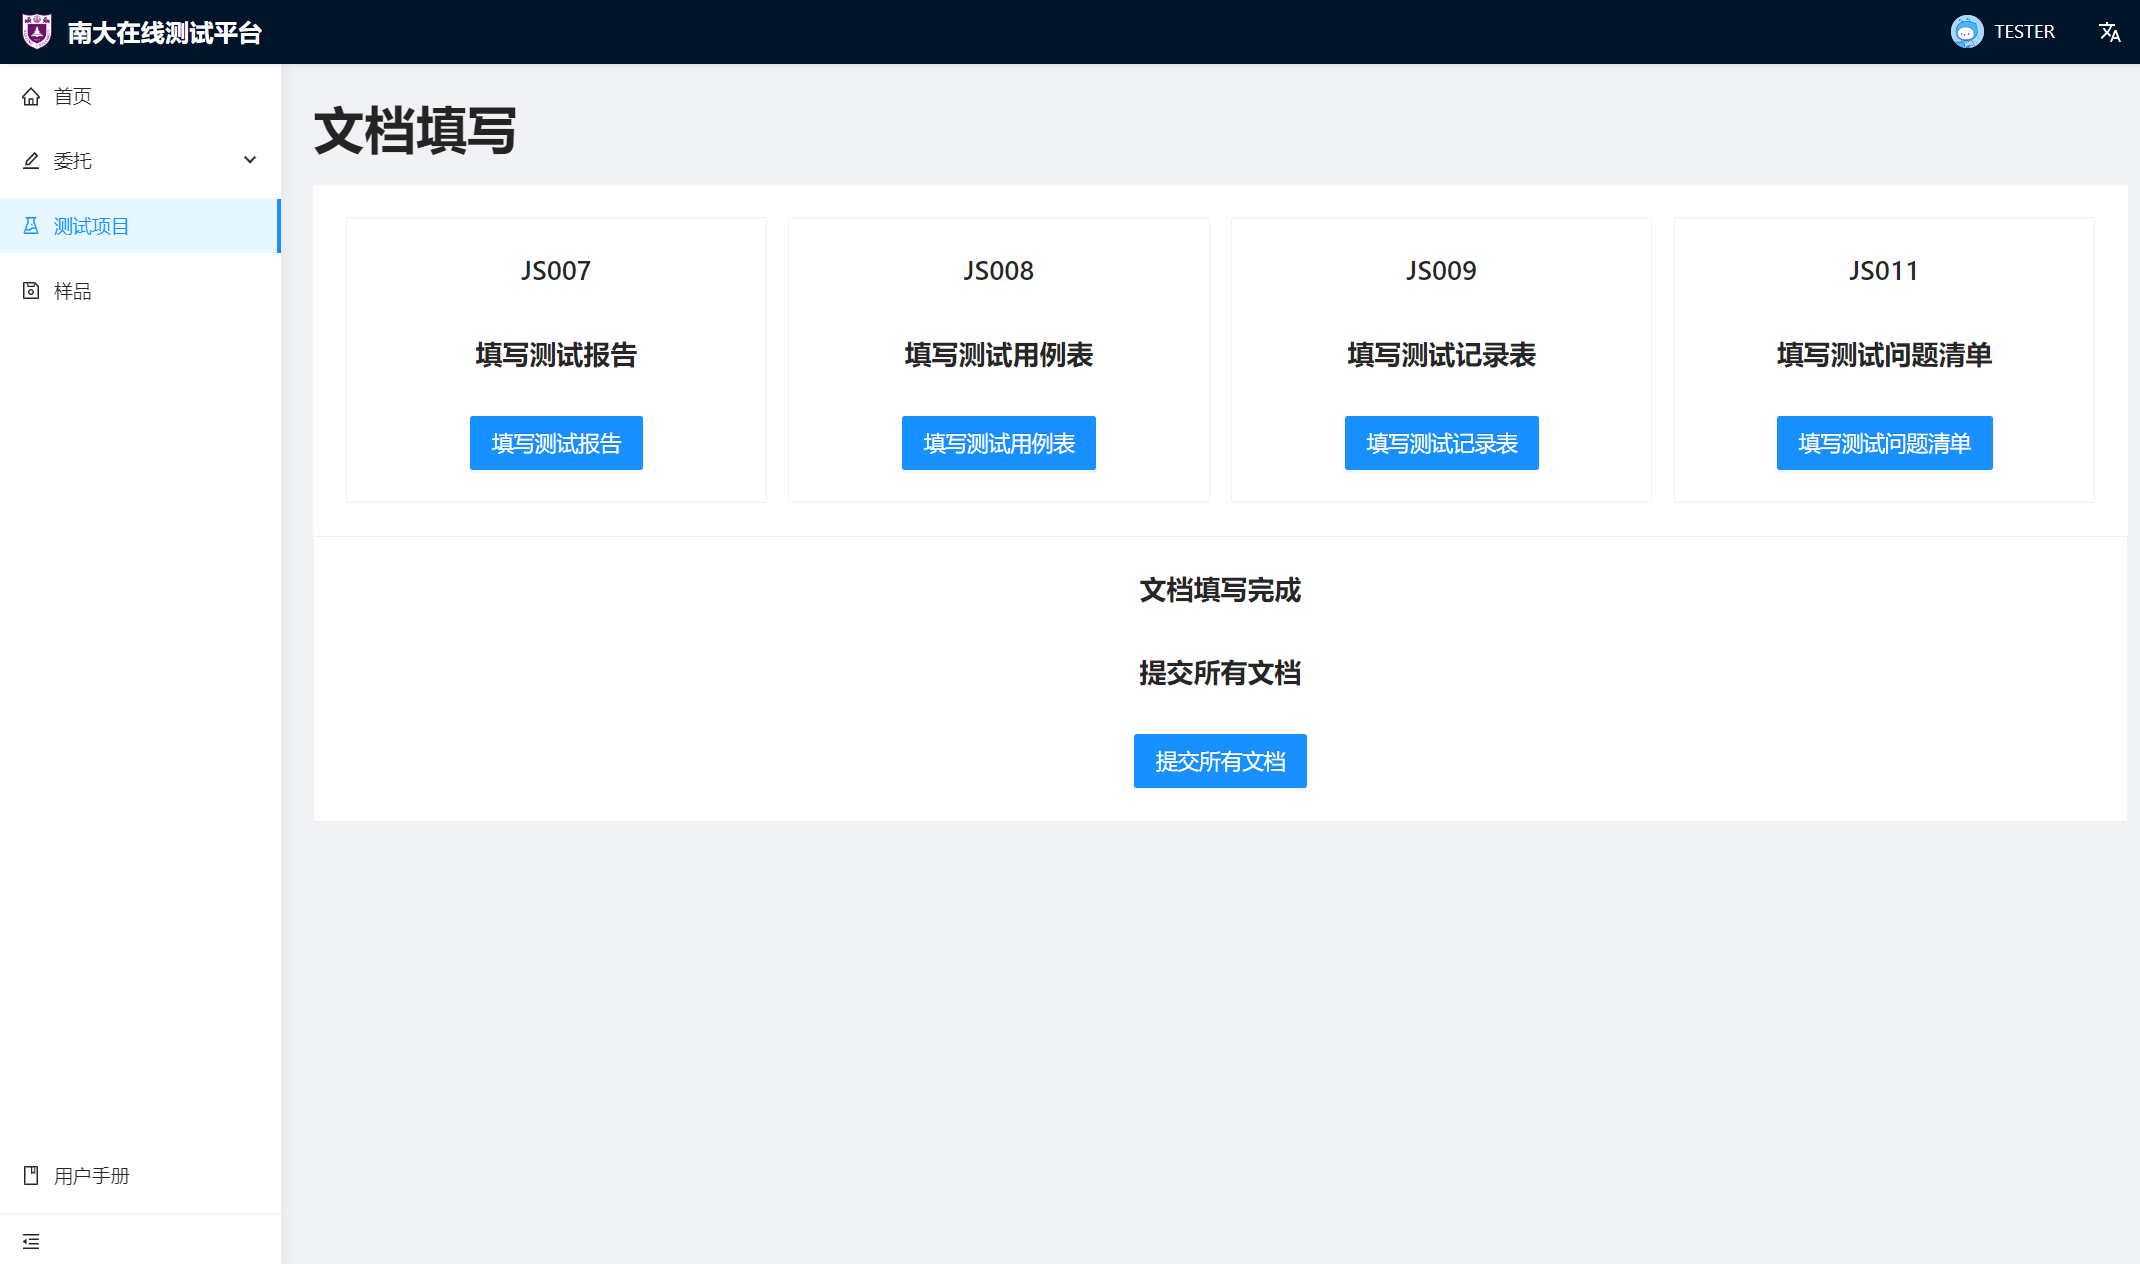 南大在线测试平台
TESTER
首页
委托
测试项目
样品
用户手册
文档填写
JS007
填写测试报告
填写测试报告
JS008
填写测试用例表
填写测试用例表
JS009
填写测试记录表
填写测试记录表
JS011
填写测试问题清单
填写测试问题清单
文档填写完成
提交所有文档
提交所有文档